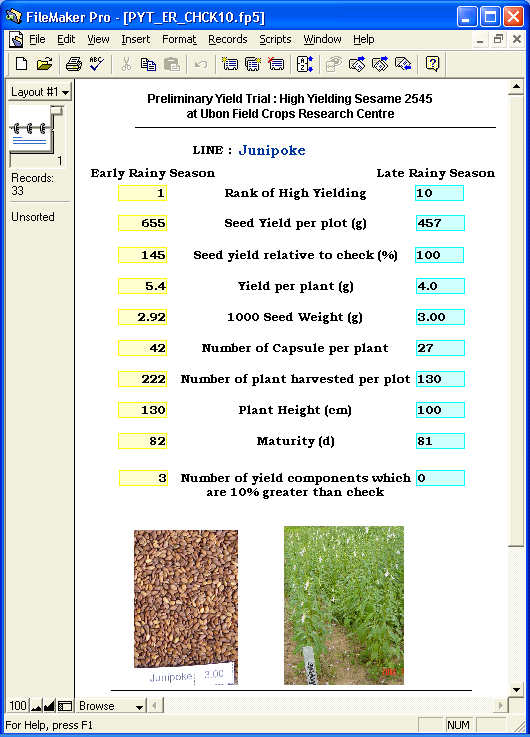 FileMaker Pro - [PYT_ER_CHCK10.fp5]
File Edit View Insert Format Records Scripts Window Help
Layout #1
1
Records:
33
Unsorted
Preliminary Yield Trial : High Yielding Sesame 2545
at Ubon Field Crops Research Centre
LINE : Junipoke
Early Rainy Season Late Rainy Season
1 Rank of High Yielding 10
655 Seed Yield per plot (g) 457
145 Seed yield relative to check (%) 100
5.4 Yield per plant (g) 4.0
2.92 1000 Seed Weight (g) 3.00
42 Number of Capsule per plant 27
222 Number of plant harvested per plot 130
130 Plant Height (cm) 100
82 Maturity (d) 81
3 Number of yield components which 0
are 10% greater than check
Junipoke 3.00
100 Browse
For Help, press F1 NUM